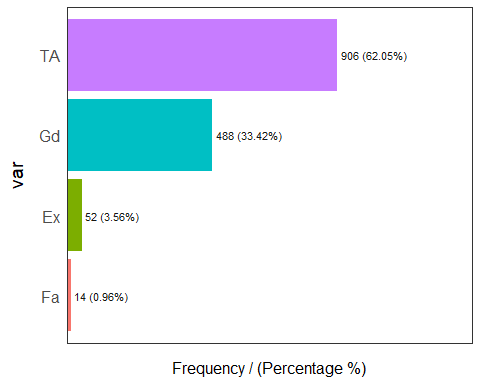 TA
906 (62.05%)
Gd
488 (33.42%)
Ex
52 (3.56%)
Fa
14 (0.96%)
var
Frequency / (Percentage %)